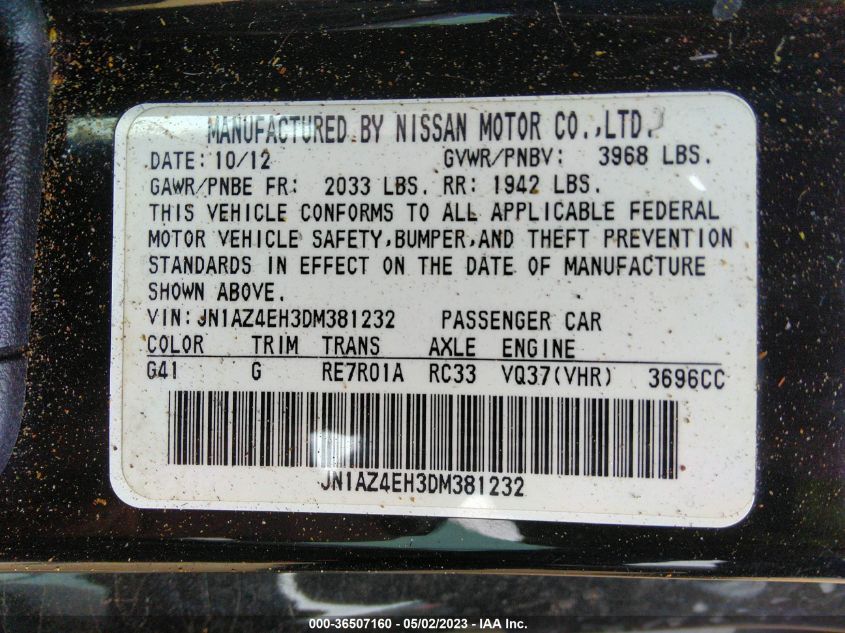 MANUFACTURED BY NISSAN MOTOR CO.,LTD.
DATE: 10/12 GVWR/PNBV: 3968 LBS.
GAWR/PNBE FR: 2033 LBS. RR: 1942 LBS.
THIS VEHICLE CONFORMS TO ALL APPLICABLE FEDERAL
MOTOR VEHICLE SAFETY,BUMPER,AND THEFT PREVENTION
STANDARDS IN EFFECT ON THE DATE OF MANUFACTURE
SHOWN ABOVE.
VIN: JN1AZ4EH3DM381232 PASSENGER CAR
COLOR TRIM TRANS AXLE ENGINE
G41 G RE7R01A RC33 VQ37(VHR) 3696CC
JN1AZ4EH3DM381232
000-36507160 - 05/02/2023 - IAA Inc.